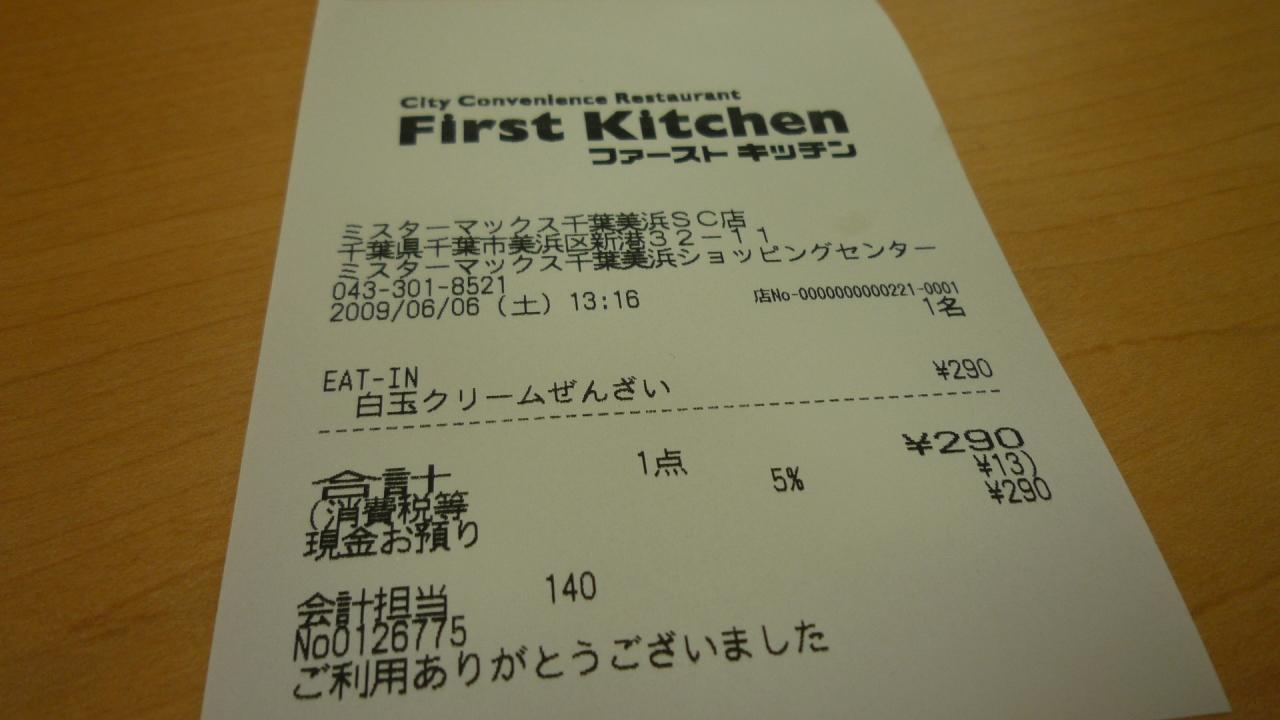 City Convenience Restaurant
First Kitchen
ファースト キッチン
ミスターマックス千葉美浜SC店
千葉県千葉市美浜区新港32-11
ミスターマックス千葉美浜ショッピングセンター
043-301-8521
2009/06/06 (土) 13:16 店No-0000000000221-0001
1名
EAT-IN
白玉クリームぜんざい ¥290
合計 1点 ¥290
(消費税等 5% ¥13)
現金お預り ¥290
会計担当 140
No0126775
ご利用ありがとうございました